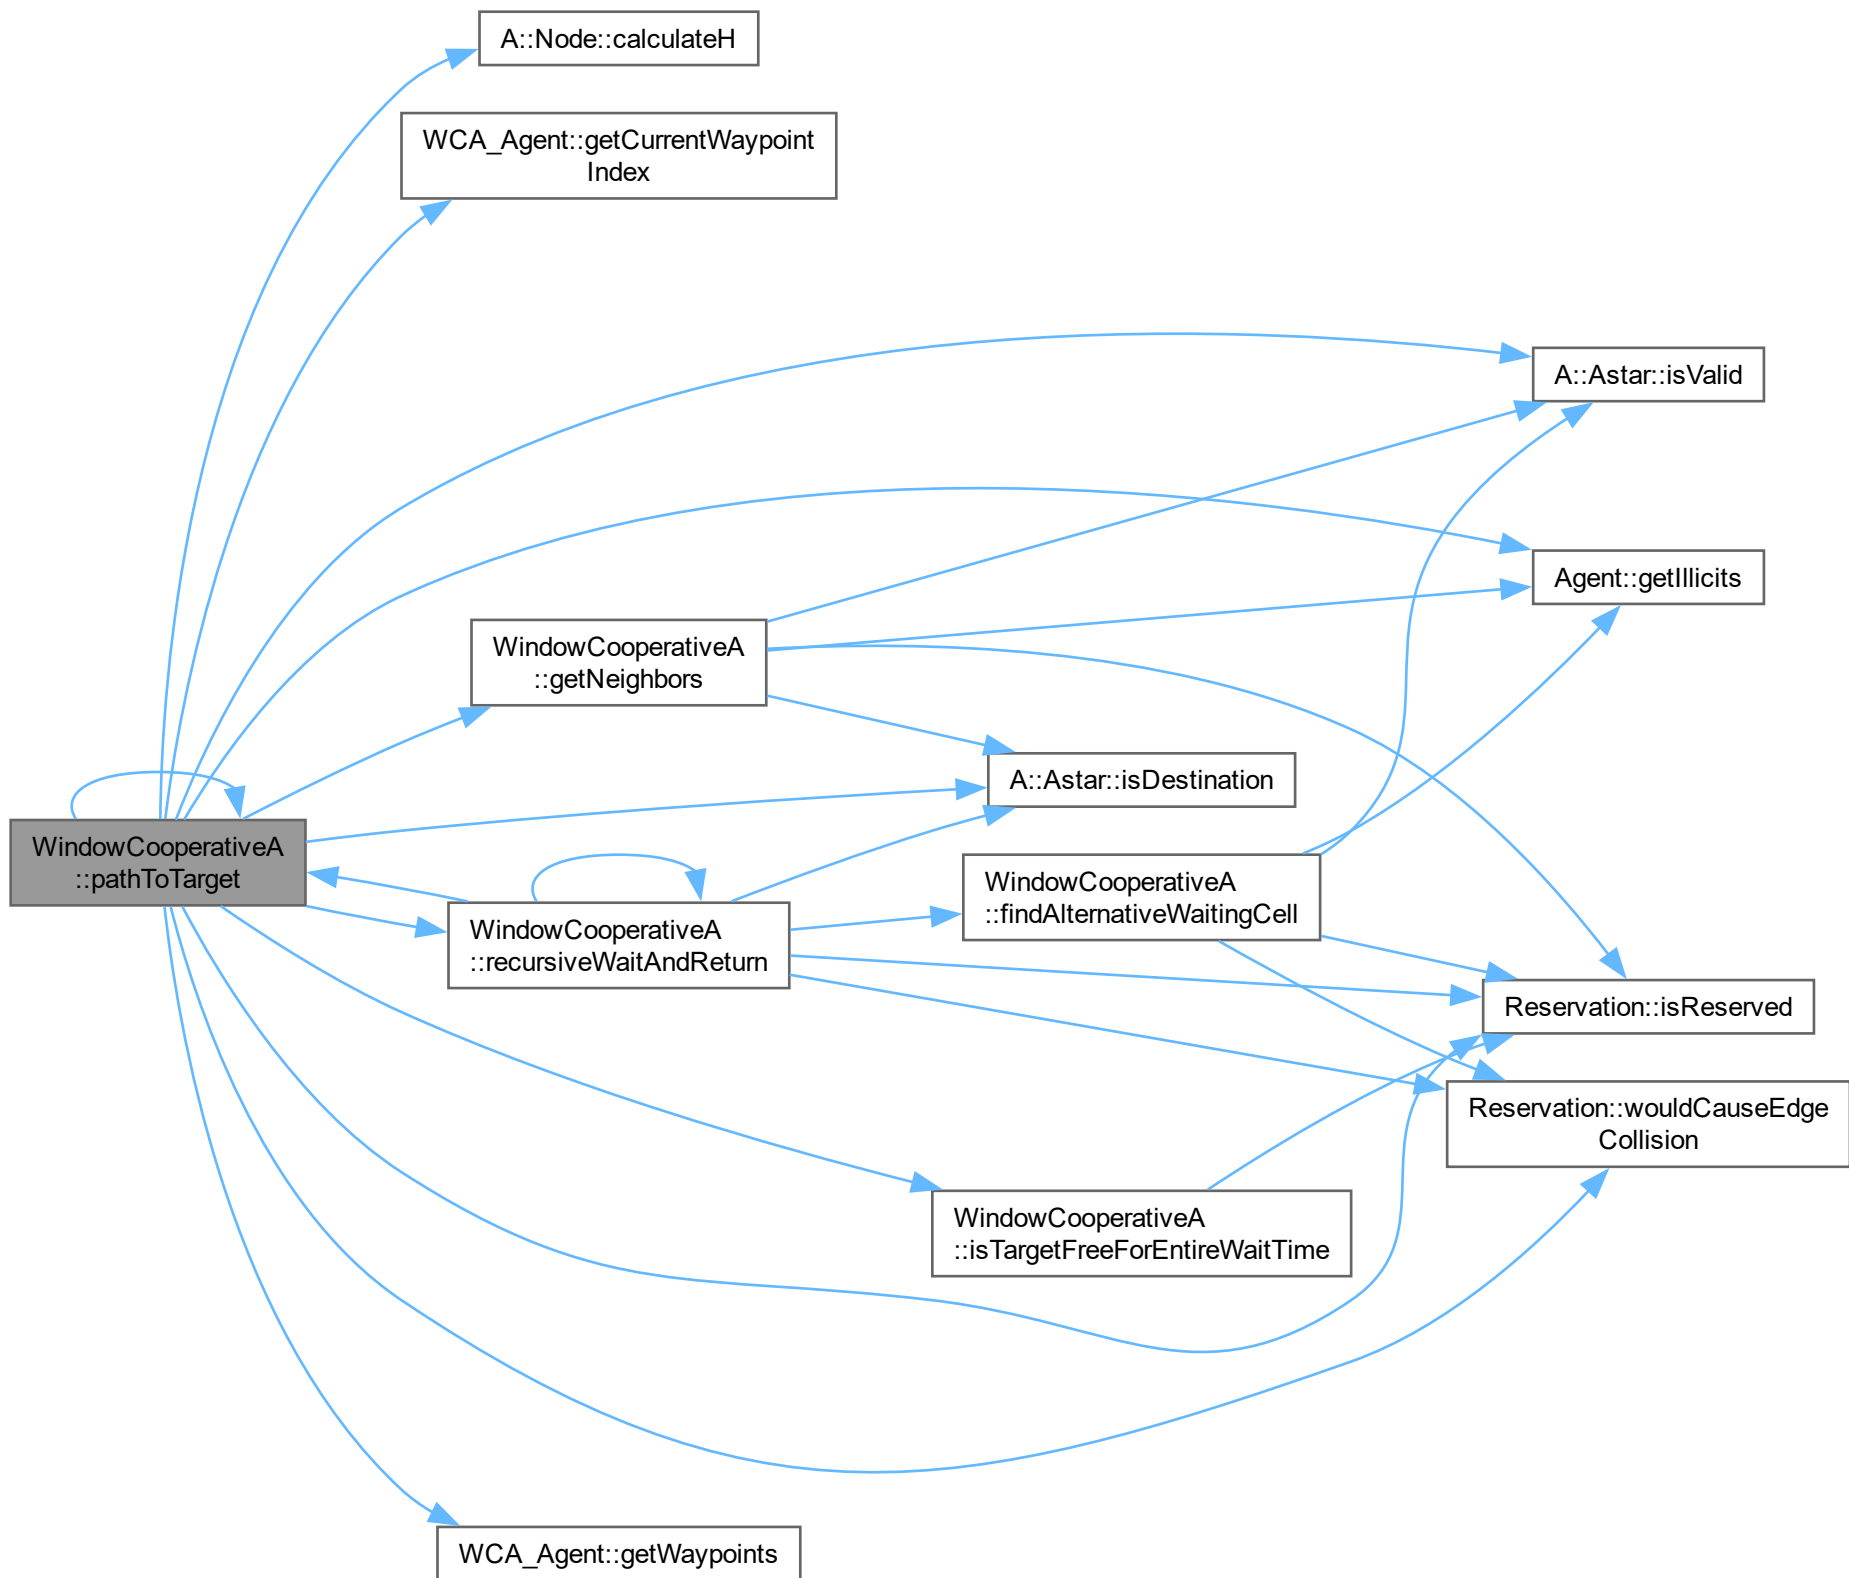 A::Node::calculateH
WCA_Agent::getCurrentWaypoint
Index
A::Astar::isValid
Agent::getIllicits
WindowCooperativeA
::getNeighbors
A::Astar::isDestination
WindowCooperativeA
::pathToTarget
WindowCooperativeA
::findAlternativeWaitingCell
WindowCooperativeA
::recursiveWaitAndReturn
Reservation::isReserved
Reservation::wouldCauseEdge
Collision
WindowCooperativeA
::isTargetFreeForEntireWaitTime
WCA_Agent::getWaypoints